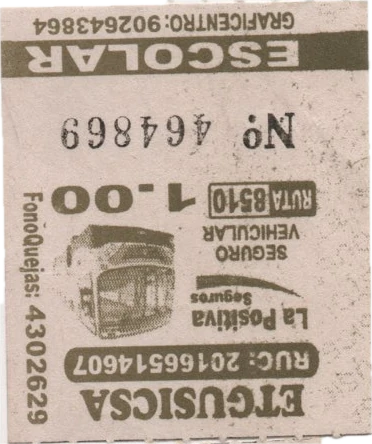 ETGUSICSA
RUC: 20166514607
La Positiva
Seguros
SEGURO
VEHICULAR
RUTA 8510
1.00
Nº 464869
ESCOLAR
GRAFICENTRO: 902643864
FonoQuejas: 4302629